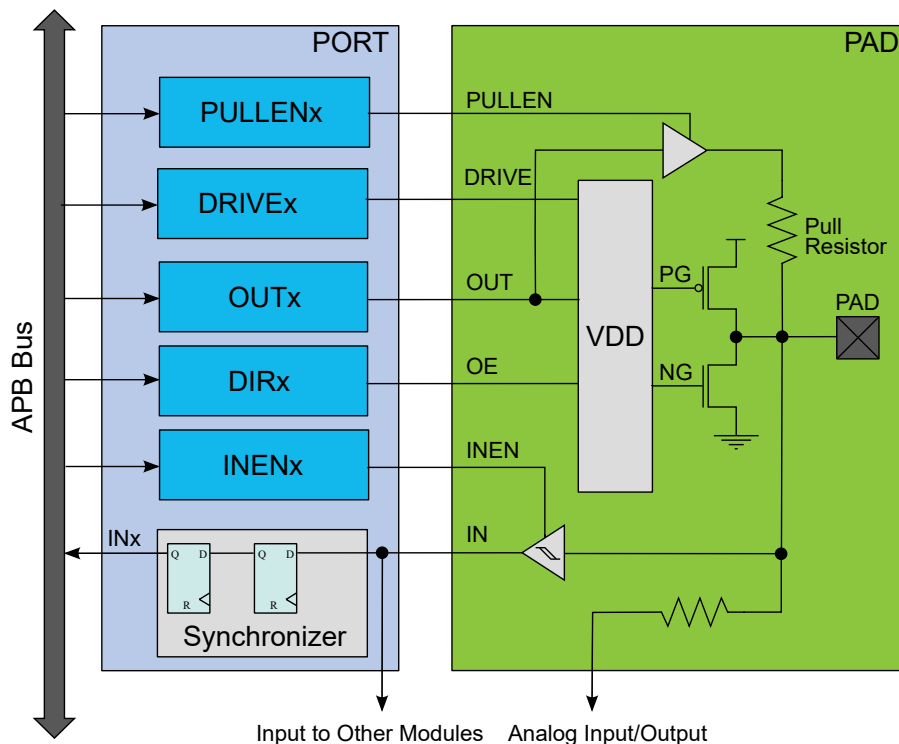 PORT
PAD
APB Bus
PULLENx
PULLEN
DRIVEx
DRIVE
Pull
Resistor
OUTx
OUT
PG
PAD
VDD
DIRx
OE
NG
INENx
INEN
INx
IN
Q
D
Q
D
R
R
Synchronizer
Input to Other Modules
Analog Input/Output